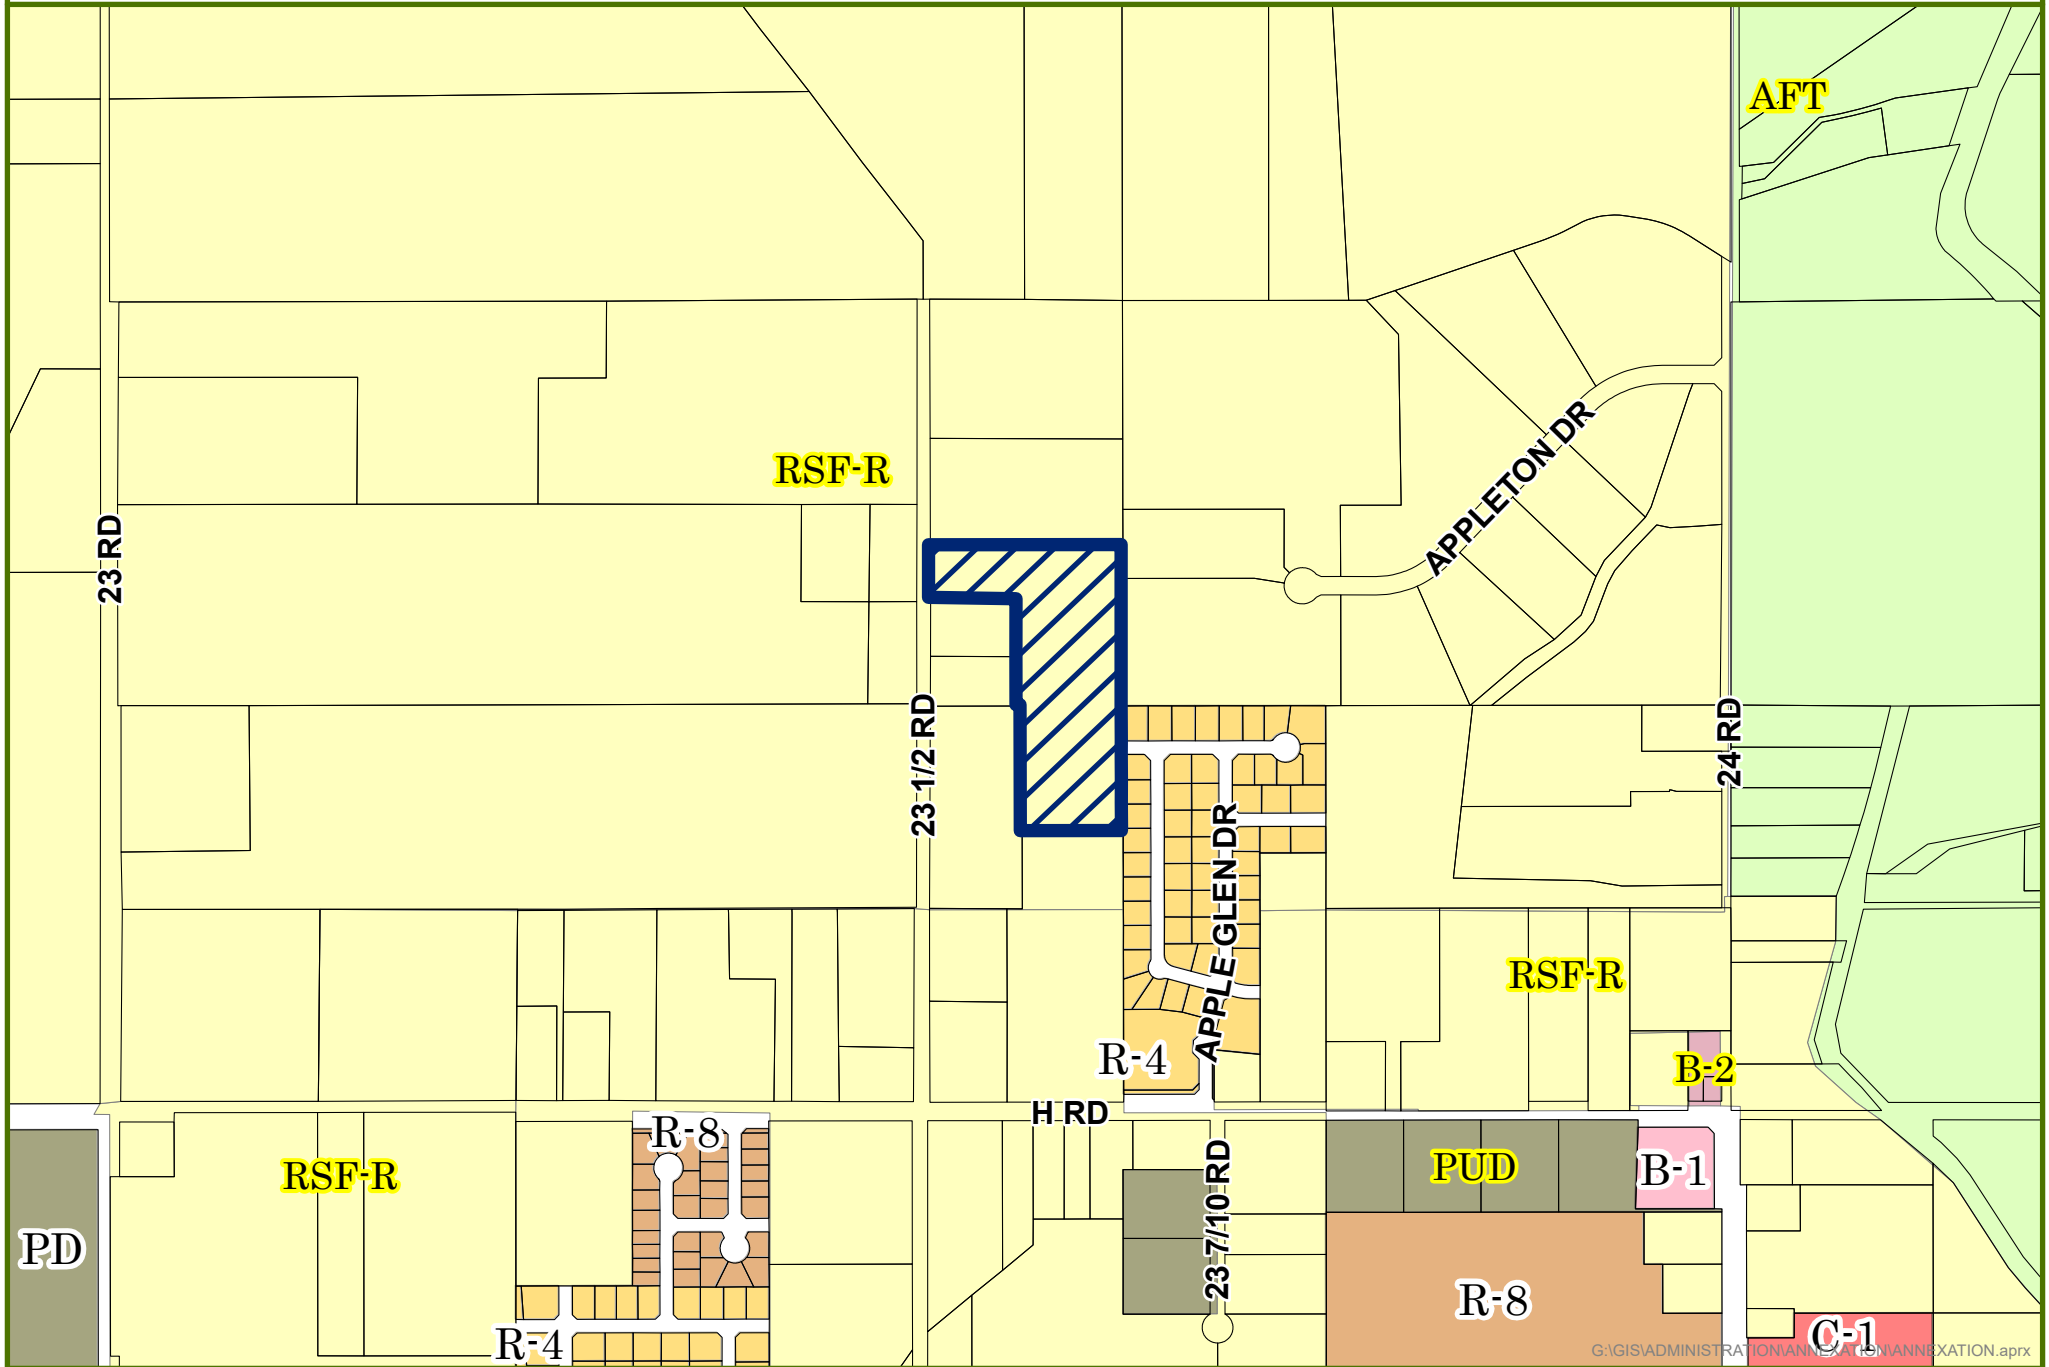 AFT
APPLETON DR
RSF-R
23 RD
23 1/2 RD
24 RD
APPLE GLEN DR
RSF-R
R-4
B-2
H RD
R-8
RSF-R
PUD
B-1
23 7/10 RD
PD
R-8
R-4
C-1
G:\GIS\ADMINISTRATION\ANNEXATION\ANNEXATION.aprx